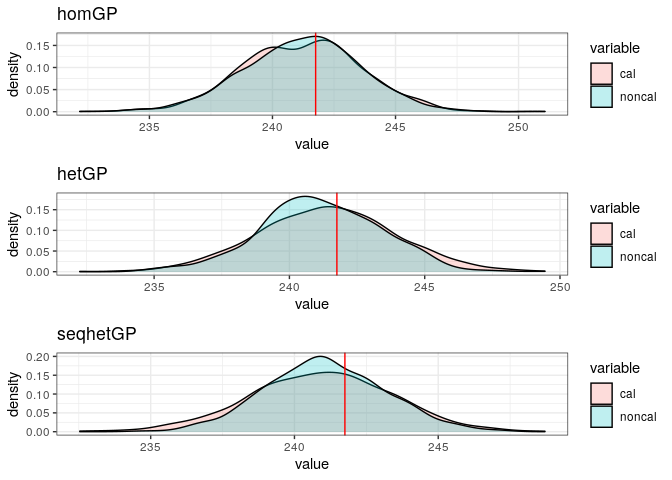 homGP
0.15
0.10
0.05
0.00
density
235
240
245
250
value
variable
cal
noncal
hetGP
0.15
0.10
0.05
0.00
density
235
240
245
250
value
variable
cal
noncal
seqhetGP
0.20
0.15
0.10
0.05
0.00
density
235
240
245
value
variable
cal
noncal